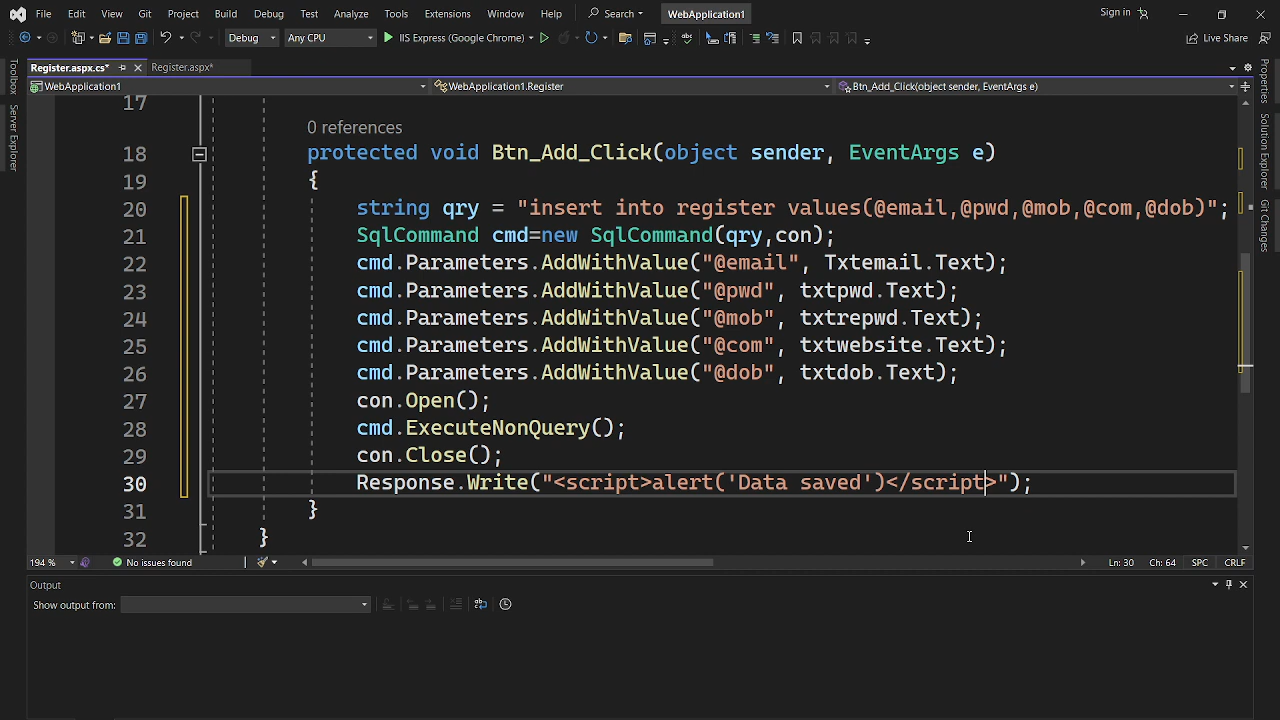 File Edit View Git Project Build Debug Test Analyze Tools Extensions Window Help Search WebApplication1 Sign in
Debug Any CPU IIS Express (Google Chrome) Live Share
Register.aspx.cs* Register.aspx*
WebApplication1 WebApplication1.Register Btn_Add_Click(object sender, EventArgs e)
Toolbox
Server Explorer
Properties
Solution Explorer
Git Changes
17
0 references
18 protected void Btn_Add_Click(object sender, EventArgs e)
19 {
20 string qry = "insert into register values(@email,@pwd,@mob,@com,@dob)";
21 SqlCommand cmd=new SqlCommand(qry,con);
22 cmd.Parameters.AddWithValue("@email", Txtemail.Text);
23 cmd.Parameters.AddWithValue("@pwd", txtpwd.Text);
24 cmd.Parameters.AddWithValue("@mob", txtrepwd.Text);
25 cmd.Parameters.AddWithValue("@com", txtwebsite.Text);
26 cmd.Parameters.AddWithValue("@dob", txtdob.Text);
27 con.Open();
28 cmd.ExecuteNonQuery();
29 con.Close();
30 Response.Write("<script>alert('Data saved')</script>");
31 }
32 }
194 % No issues found Ln: 30 Ch: 64 SPC CRLF
Output
Show output from: